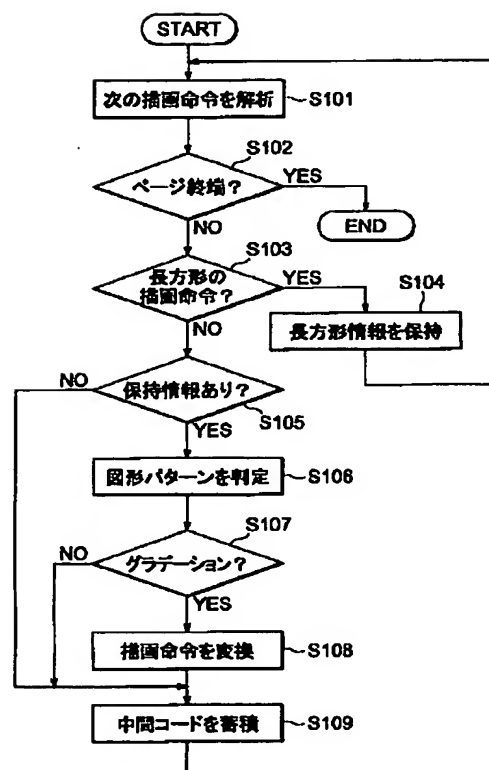 START
次の描画命令を解析
S101
S102
ページ終端?
YES
END
NO
S103
長方形の
描画命令?
YES
S104
長方形情報を保持
NO
NO
保持情報あり?
S105
YES
図形パターンを判定
S106
S107
NO
グラデーション?
YES
描画命令を変換
S108
中間コードを蓄積
S109